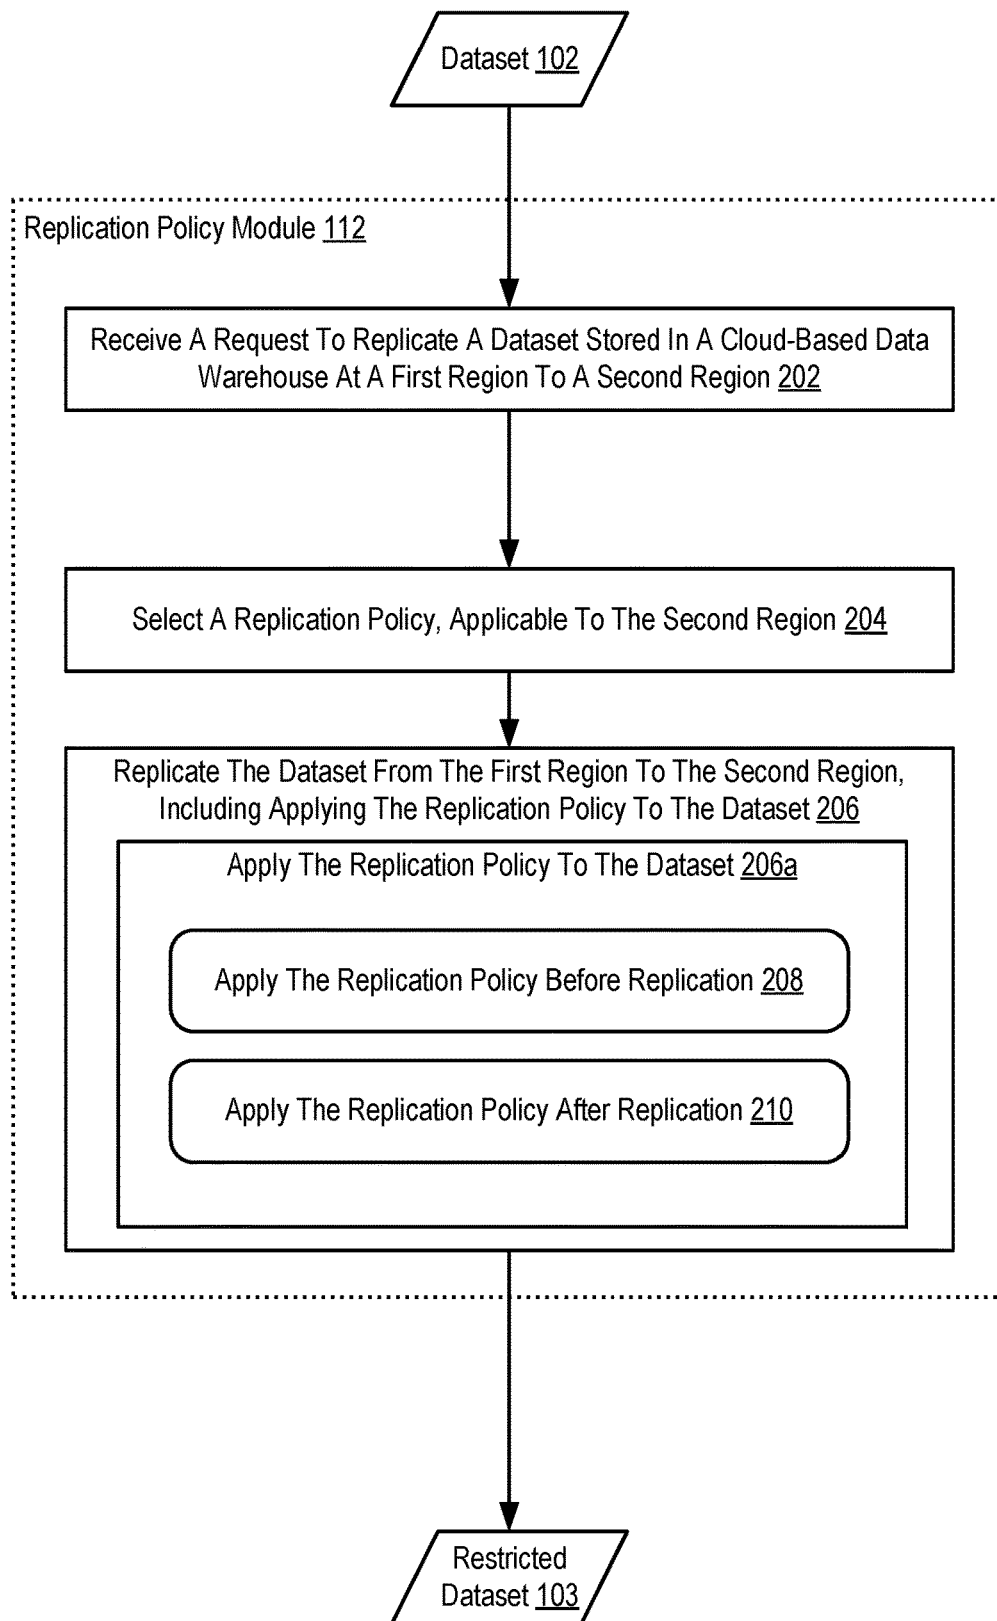 Dataset 102
Replication Policy Module 112
Receive A Request To Replicate A Dataset Stored In A Cloud-Based Data
Warehouse At A First Region To A Second Region 202
Select A Replication Policy, Applicable To The Second Region 204
Replicate The Dataset From The First Region To The Second Region,
Including Applying The Replication Policy To The Dataset 206
Apply The Replication Policy To The Dataset 206a
Apply The Replication Policy Before Replication 208
Apply The Replication Policy After Replication 210
Restricted
Dataset 103